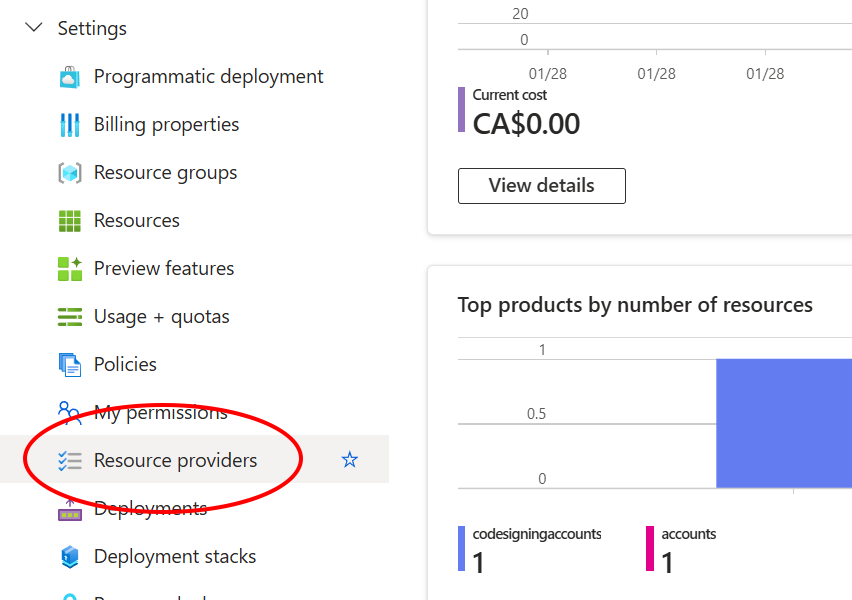 Settings
Programmatic deployment
Billing properties
Resource groups
Resources
Preview features
Usage + quotas
Policies
My permissions
Resource providers
Deployments
Deployment stacks
20
0
01/28 01/28 01/28
Current cost
CA$0.00
View details
Top products by number of resources
1
0.5
0
codesigningaccounts accounts
1 1